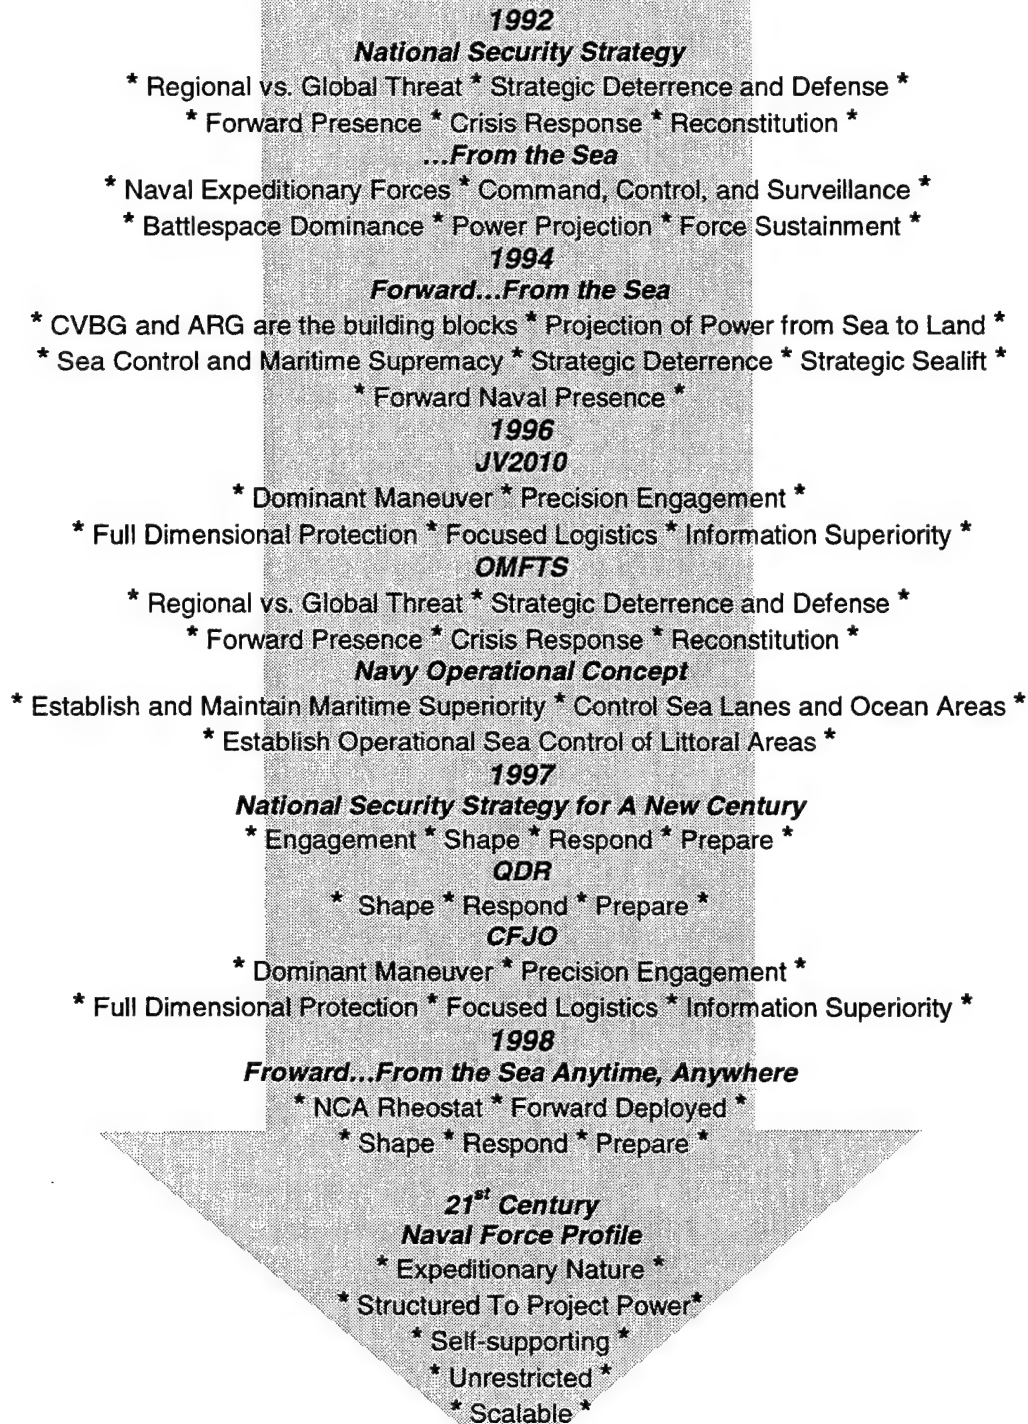 1992
National Security Strategy
* Regional vs. Global Threat * Strategic Deterrence and Defense *
* Forward Presence * Crisis Response * Reconstitution *
...From the Sea
* Naval Expeditionary Forces * Command, Control, and Surveillance *
* Battlespace Dominance * Power Projection * Force Sustainment *
1994
Forward...From the Sea
* CVBG and ARG are the building blocks * Projection of Power from Sea to Land *
* Sea Control and Maritime Supremacy * Strategic Deterrence * Strategic Sealift *
* Forward Naval Presence *
1996
JV2010
* Dominant Maneuver * Precision Engagement *
* Full Dimensional Protection * Focused Logistics * Information Superiority *
OMFTS
* Regional vs. Global Threat * Strategic Deterrence and Defense *
* Forward Presence * Crisis Response * Reconstitution *
Navy Operational Concept
* Establish and Maintain Maritime Superiority * Control Sea Lanes and Ocean Areas *
* Establish Operational Sea Control of Littoral Areas *
1997
National Security Strategy for A New Century
* Engagement * Shape * Respond * Prepare *
QDR
* Shape * Respond * Prepare *
CFJO
* Dominant Maneuver * Precision Engagement *
* Full Dimensional Protection * Focused Logistics * Information Superiority *
1998
Froward...From the Sea Anytime, Anywhere
* NCA Rheostat * Forward Deployed *
* Shape * Respond * Prepare *
21st Century
Naval Force Profile
* Expeditionary Nature *
* Structured To Project Power*
* Self-supporting *
* Unrestricted *
* Scalable *